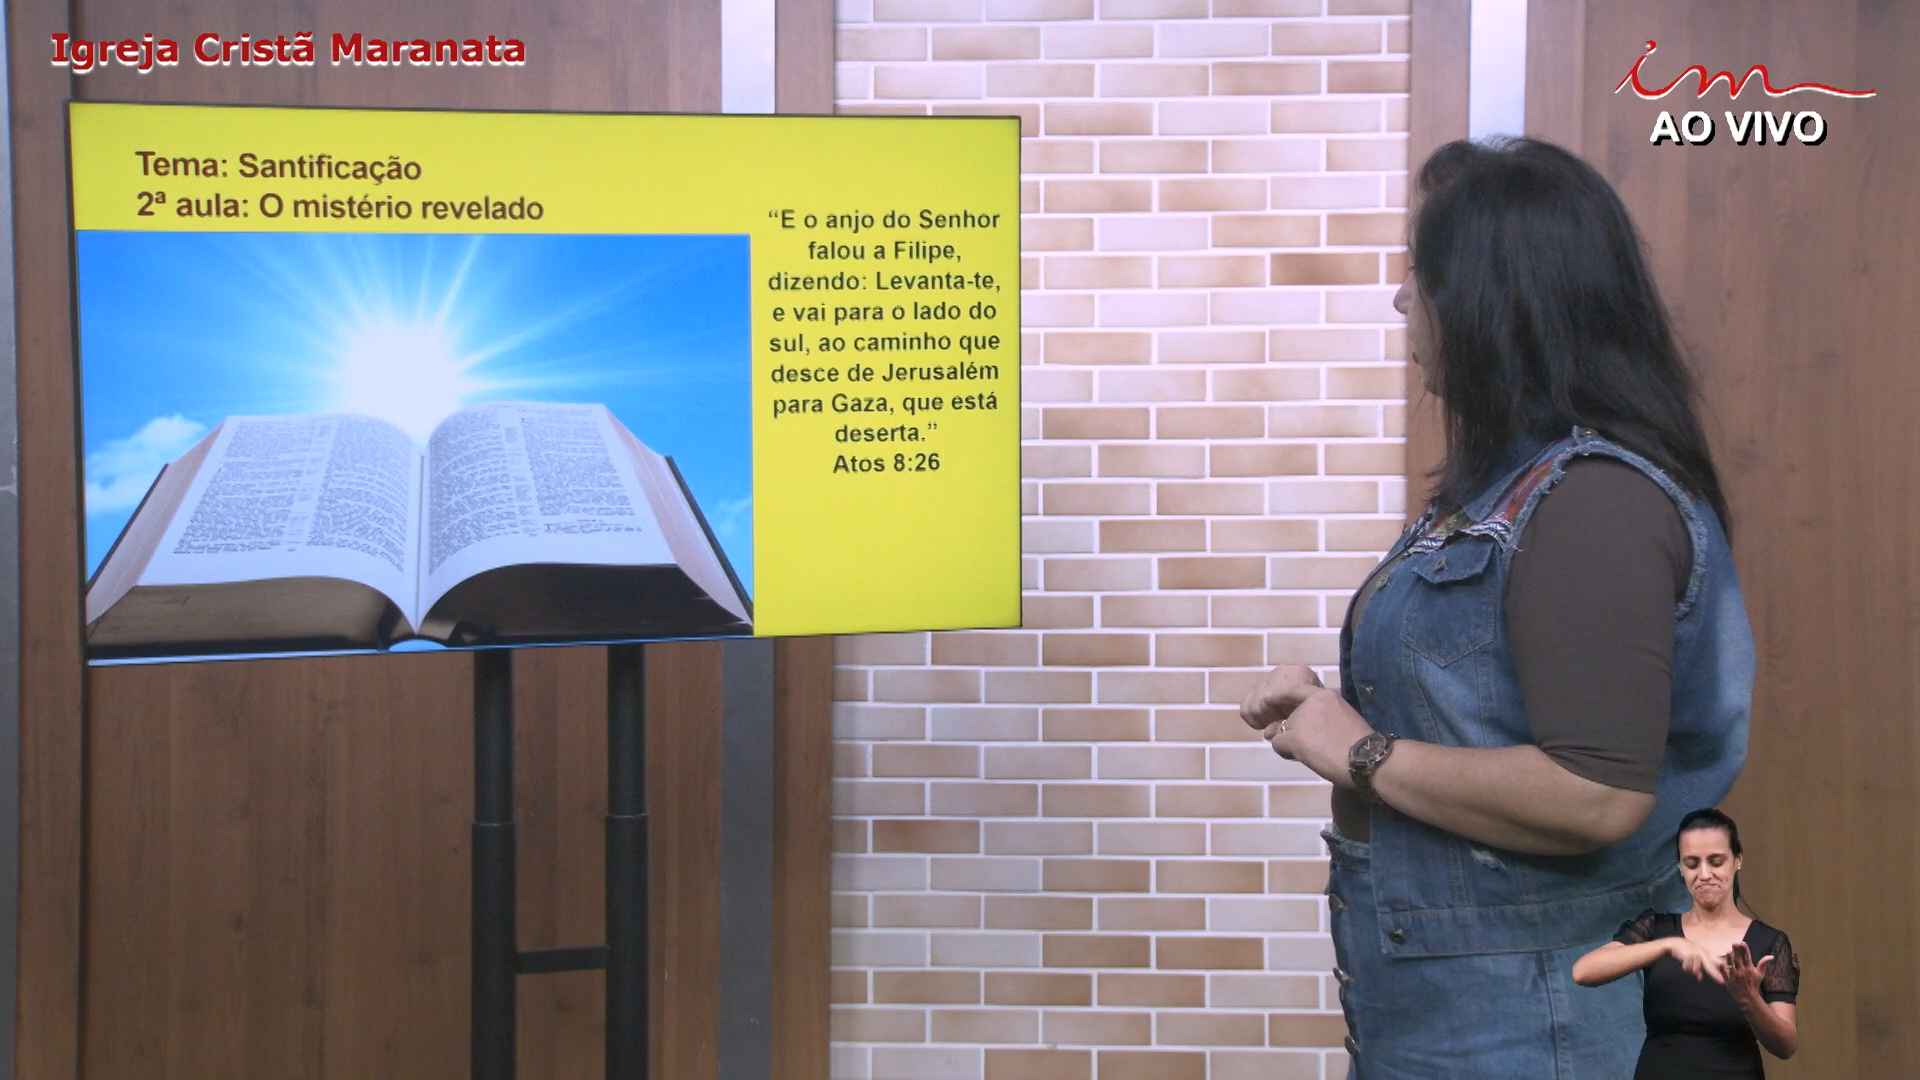 Igreja Cristã Maranata
im
AO VIVO
Tema: Santificação
2ª aula: O mistério revelado
“E o anjo do Senhor
falou a Filipe,
dizendo: Levanta-te,
e vai para o lado do
sul, ao caminho que
desce de Jerusalém
para Gaza, que está
deserta.”
Atos 8:26